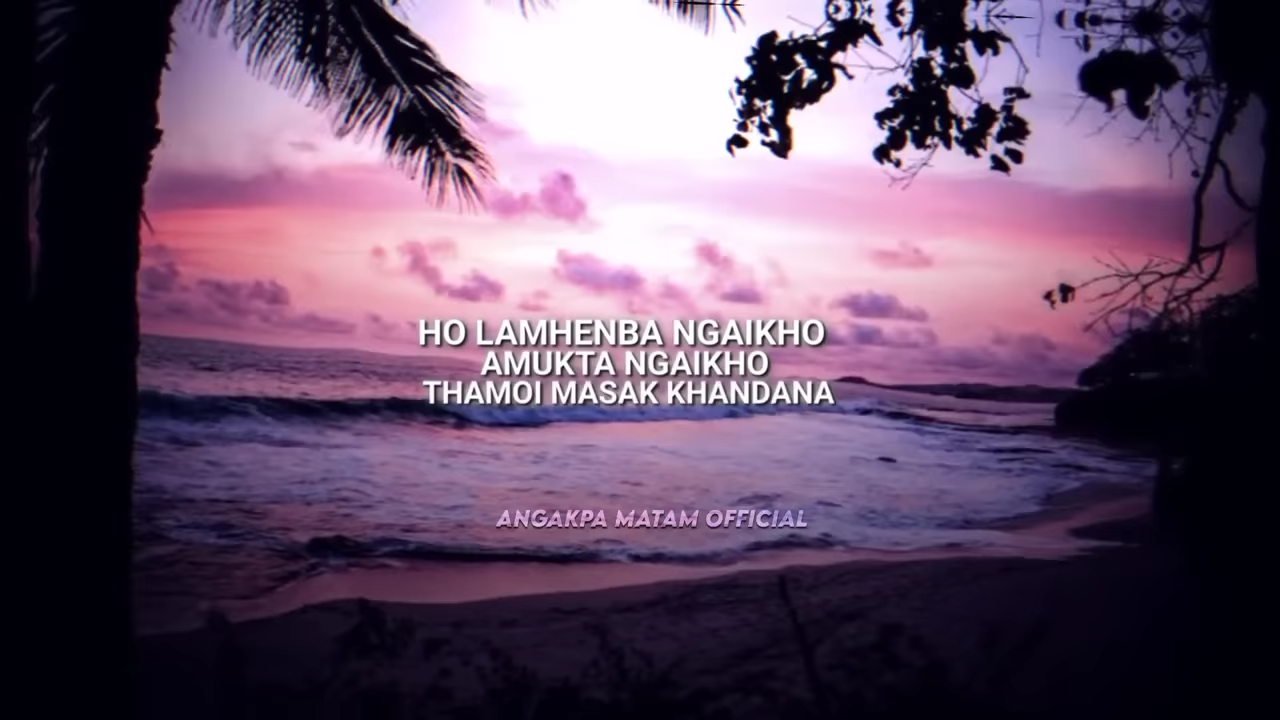 HO LAMHENBA NGAIKHO
AMUKTA NGAIKHO
THAMOI MASAK KHANDANA
ANGAKPA MATAM OFFICIAL